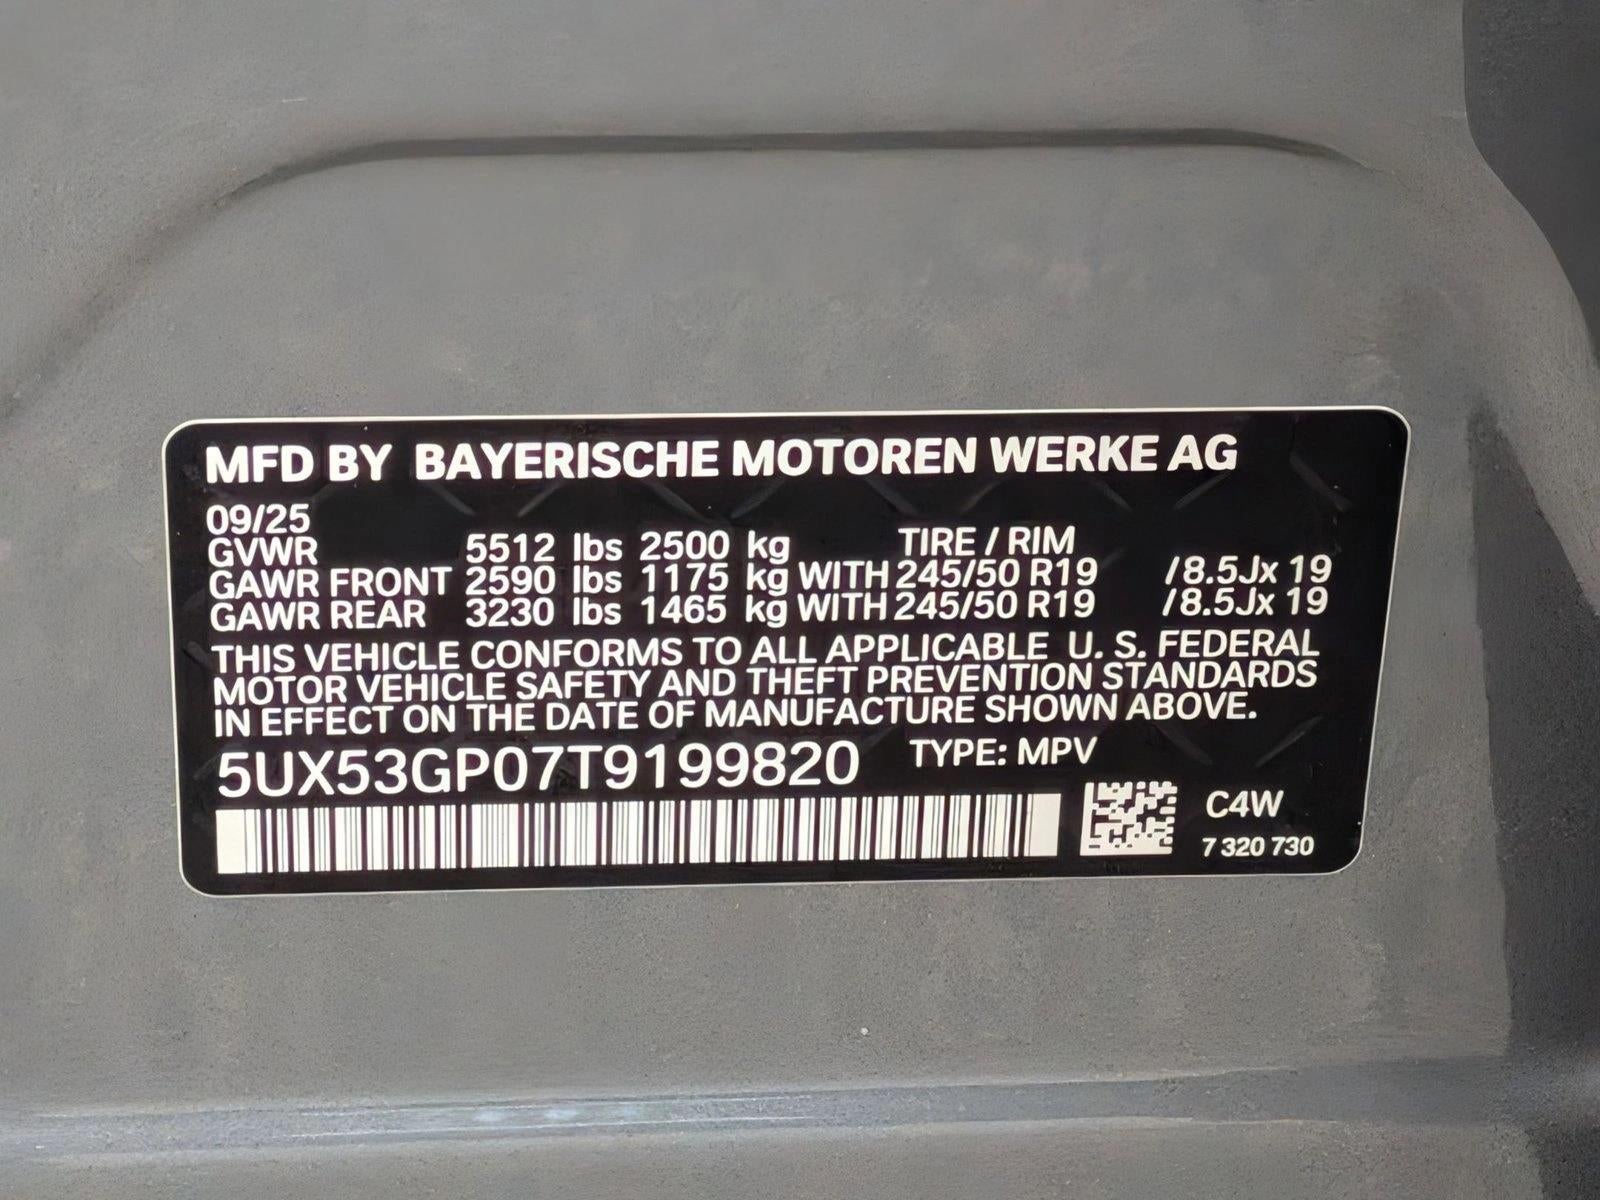 MFD BY BAYERISCHE MOTOREN WERKE AG
09/25
GVWR 5512 lbs 2500 kg TIRE / RIM
GAWR FRONT 2590 lbs 1175 kg WITH 245/50 R19 / 8.5Jx 19
GAWR REAR 3230 lbs 1465 kg WITH 245/50 R19 / 8.5Jx 19
THIS VEHICLE CONFORMS TO ALL APPLICABLE U. S. FEDERAL
MOTOR VEHICLE SAFETY AND THEFT PREVENTION STANDARDS
IN EFFECT ON THE DATE OF MANUFACTURE SHOWN ABOVE.
5UX53GP07T9199820 TYPE: MPV
C4W
7 320 730